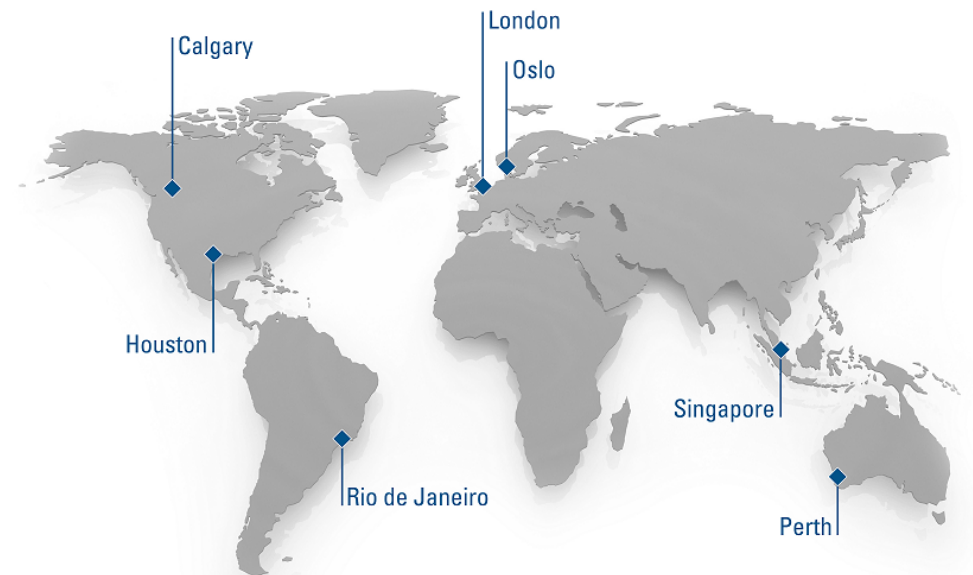 London
Calgary
Oslo
Houston
Singapore
Rio de Janeiro
Perth